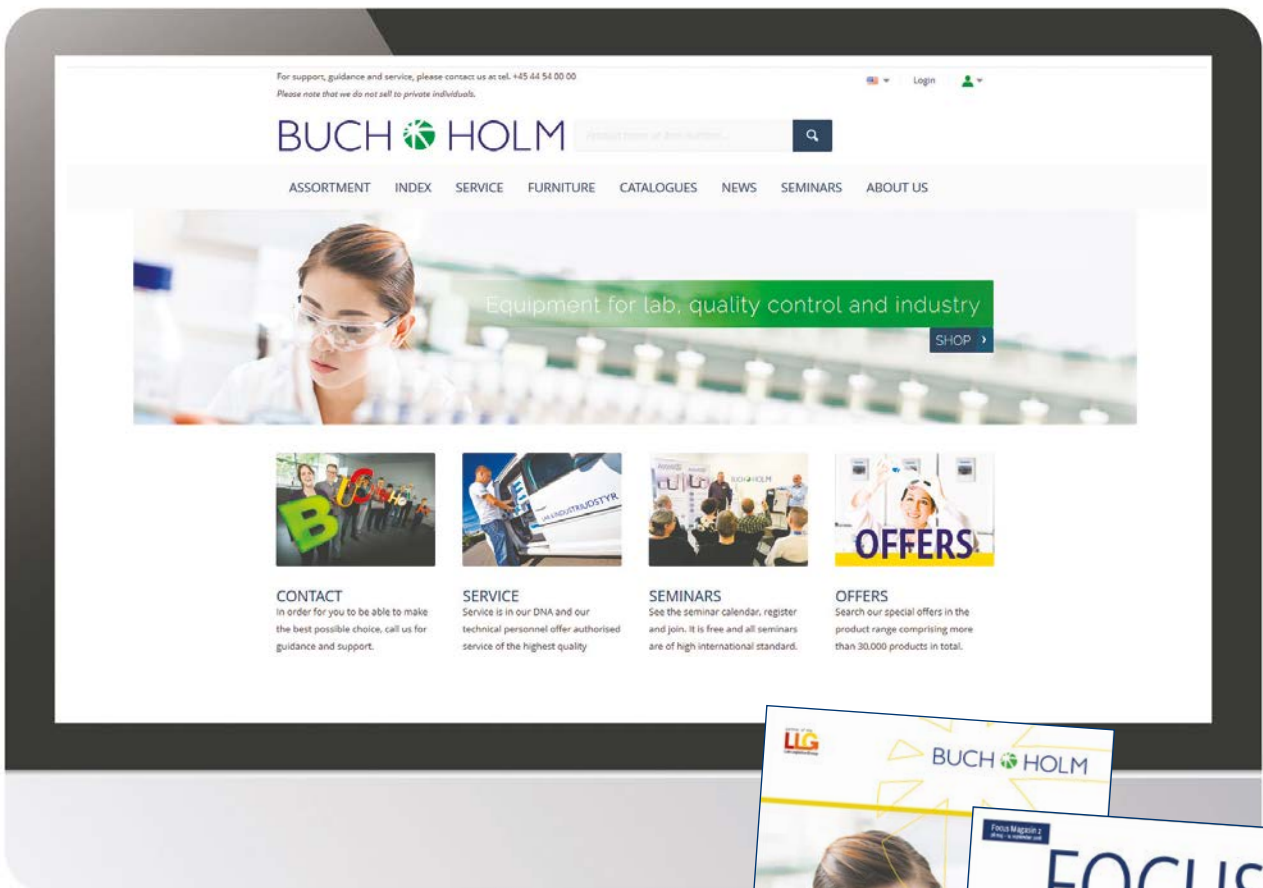 For support, guidance and service, please contact us at tel. +45 44 54 00 00
Please note that we do not sell to private individuals.
Login
BUCH HOLM
ASSORTMENT INDEX SERVICE FURNITURE CATALOGUES NEWS SEMINARS ABOUT US
Equipment for lab, quality control and industry
SHOP
BUCH HOLM
LAB & INDUSTRIUDSTYR
BUCH HOLM
OFFERS
CONTACT
In order for you to be able to make
the best possible choice, call us for
guidance and support.
SERVICE
Service is in our DNA and our
technical personnel offer authorised
service of the highest quality
SEMINARS
See the seminar calendar, register
and join. It is free and all seminars
are of high international standard.
OFFERS
Search our special offers in the
product range comprising more
than 30,000 products in total.
LLG
BUCH HOLM
Focus Magasin 2
FOCUS